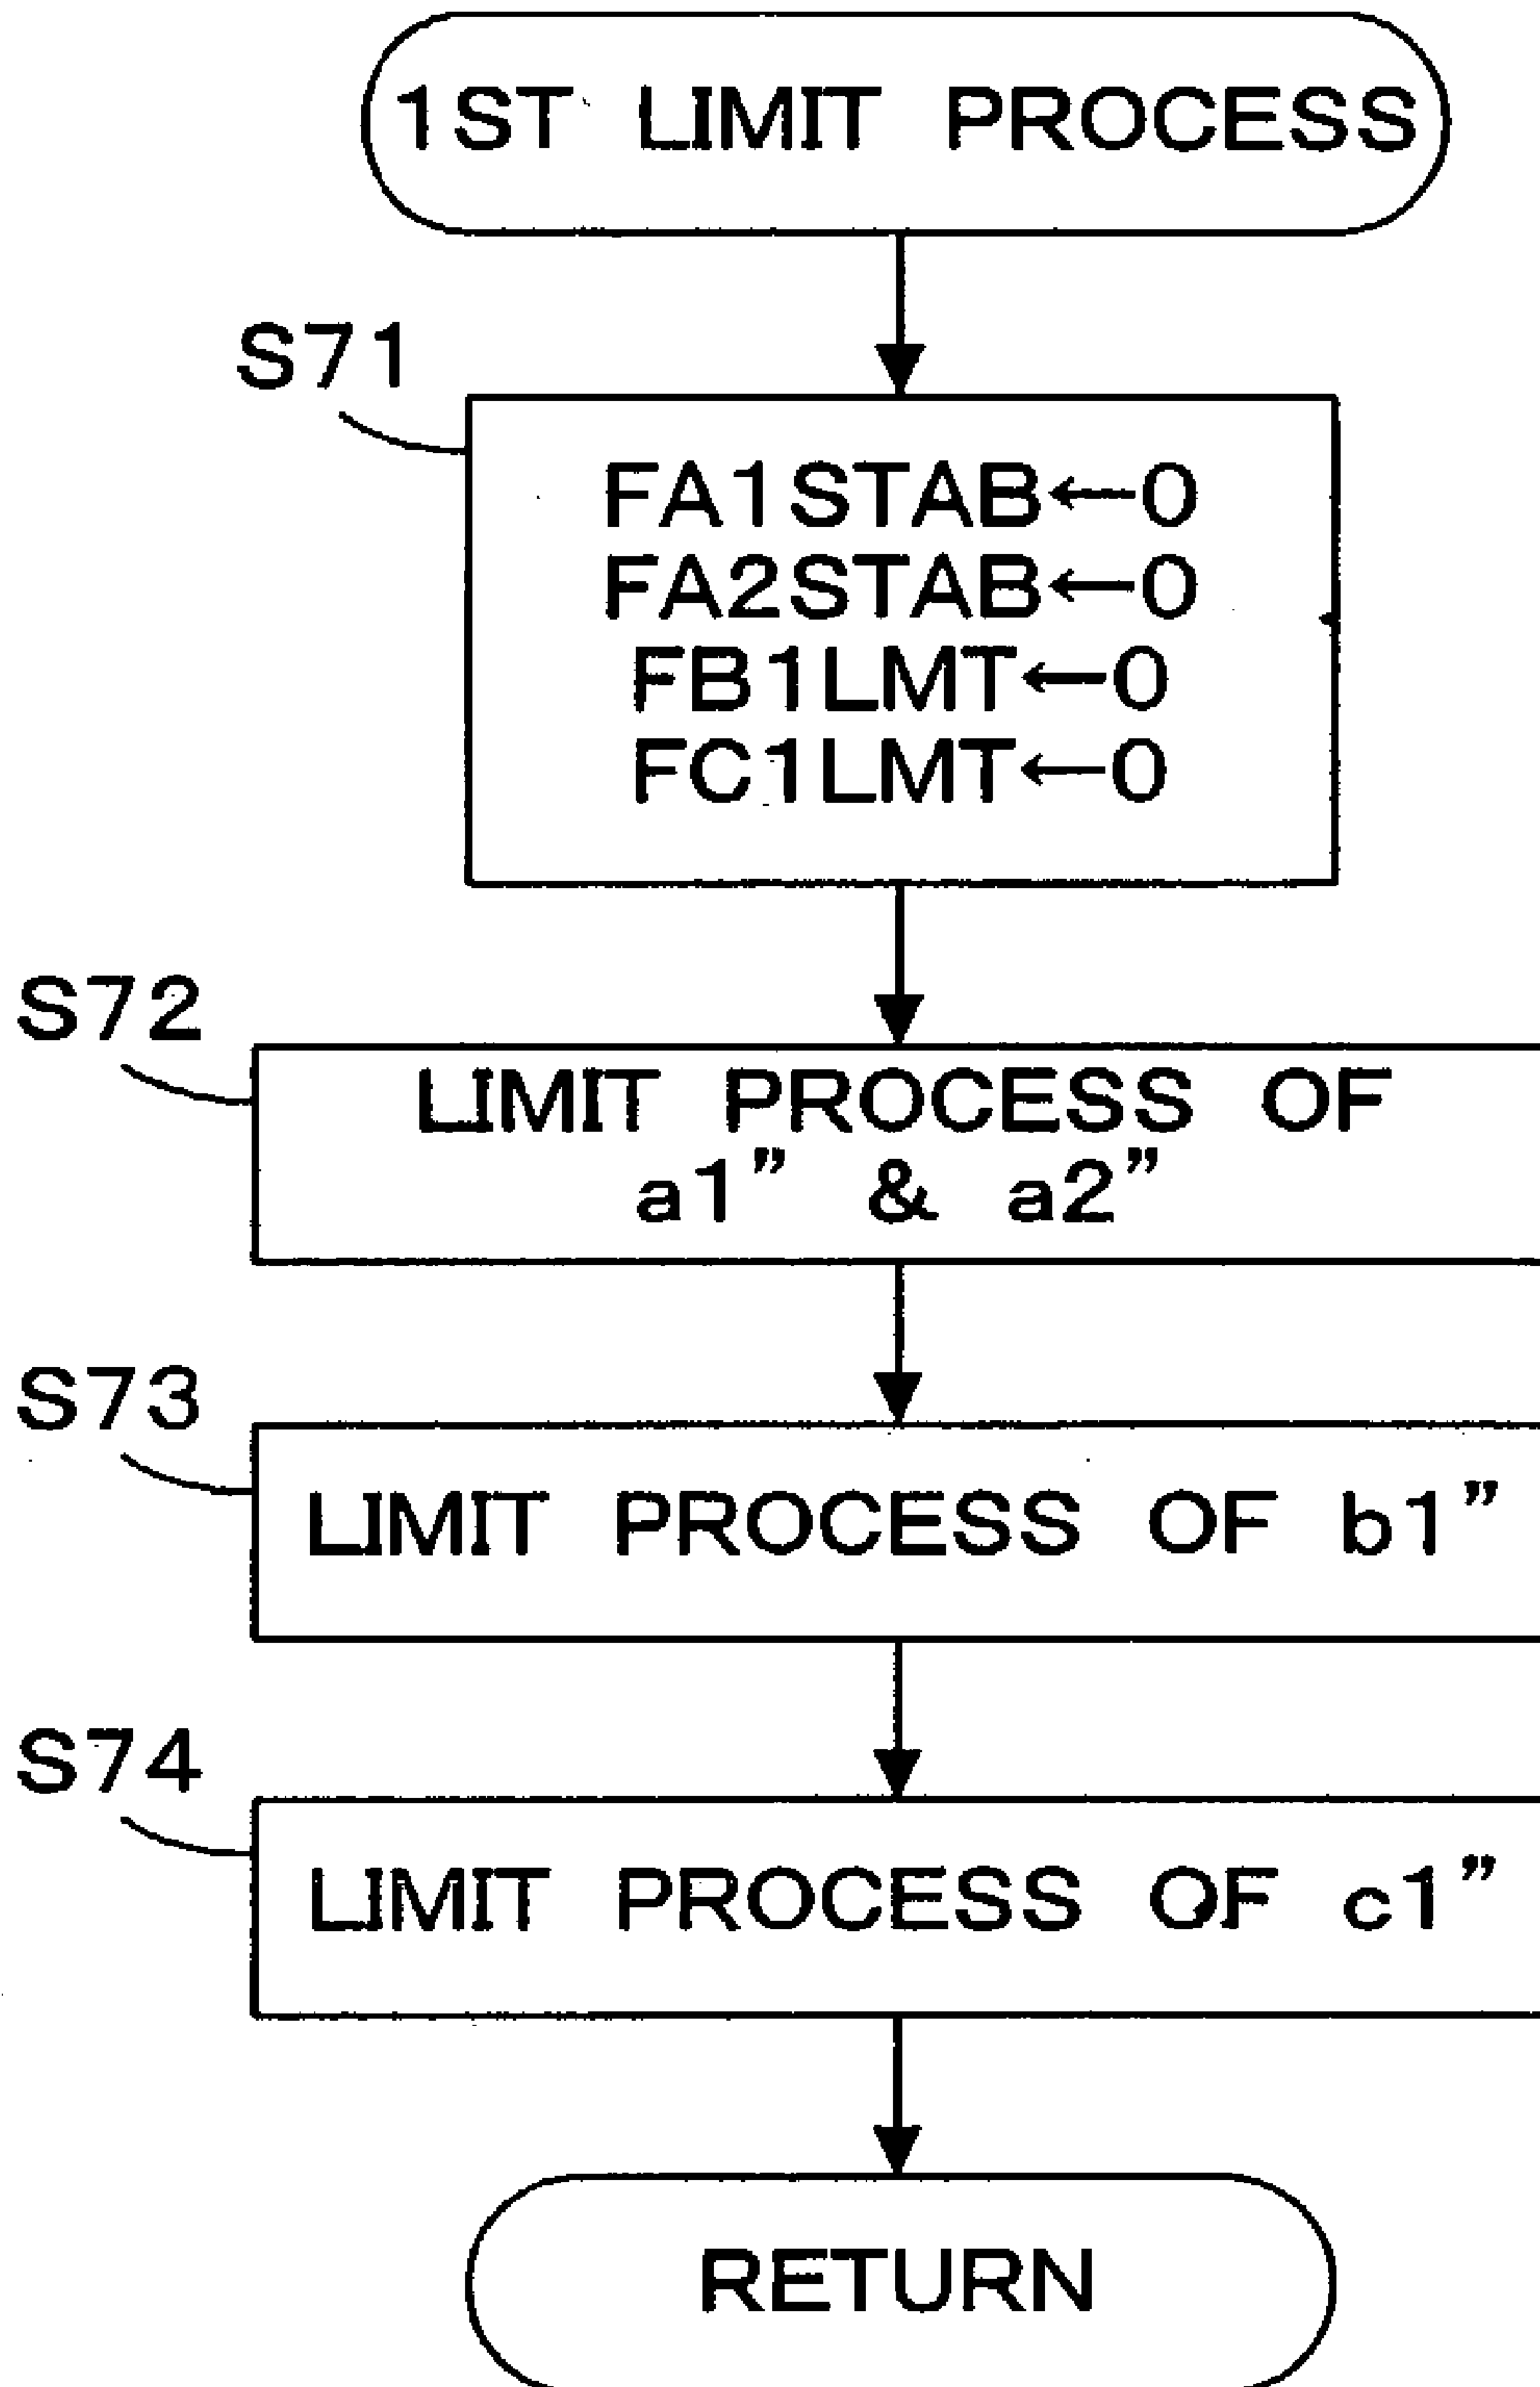 1ST LIMIT PROCESS
S71
FA1STAB←0
FA2STAB←0
FB1LMT←0
FC1LMT←0
S72
LIMIT PROCESS OF
a1” & a2”
S73
LIMIT PROCESS OF b1”
S74
LIMIT PROCESS OF c1”
RETURN